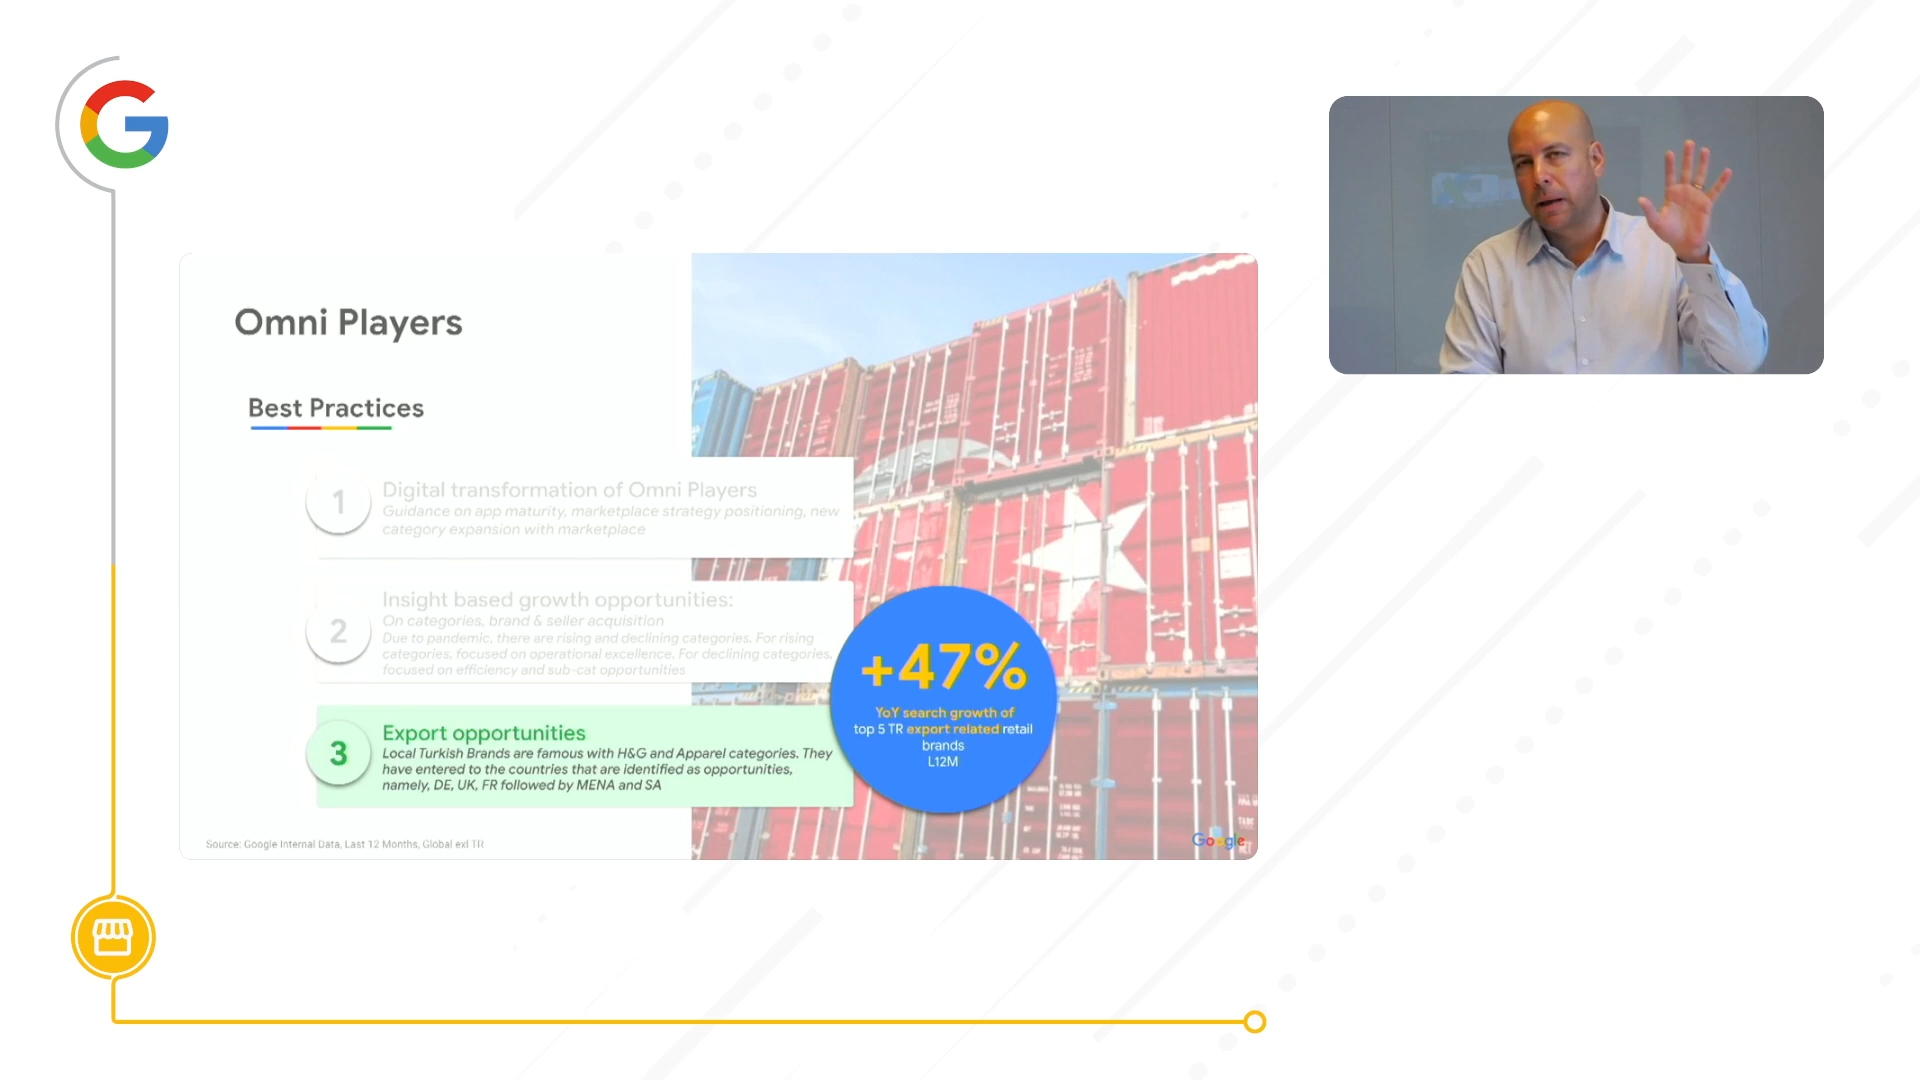 Omni Players
Best Practices
1
Digital transformation of Omni Players
Guidance on app maturity, marketplace strategy positioning, new
category expansion with marketplace
2
Insight based growth opportunities:
On categories, brand & seller acquisition
Due to pandemic, there are rising and declining categories. For rising
categories, focused on operational excellence. For declining categories,
focused on efficiency and sub-cat opportunities
3
Export opportunities
Local Turkish Brands are famous with H&G and Apparel categories. They
have entered to the countries that are identified as opportunities,
namely, DE, UK, FR followed by MENA and SA
+47%
YoY search growth of
top 5 TR export related retail
brands
L12M
Source: Google Internal Data, Last 12 Months, Global exl TR
Google